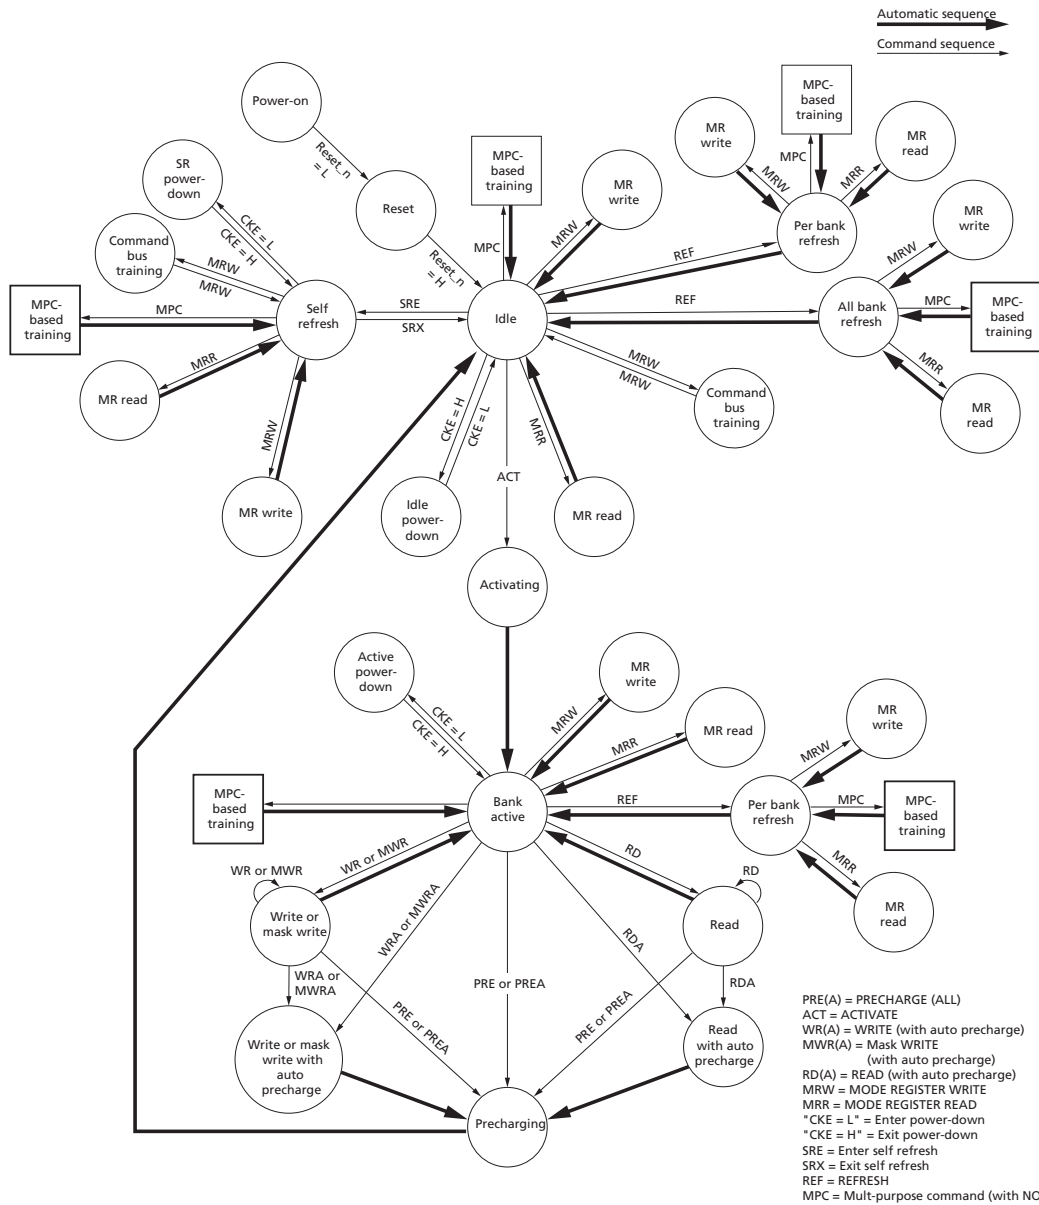 Automatic sequence
Command sequence
Power-on
Reset_n
= L
Reset
Reset_n
= H
SR
power-
down
CKE = L
CKE = H
Command
bus
training
MRW
MRW
MPC-
based
training
MPC
Self
refresh
MRR
MR read
MRW
MR write
SRE
SRX
Idle
MPC-
based
training
MPC
MR
write
MRW
MR
write
MRW
MPC-
based
training
MPC
MR
read
MRR
Per bank
refresh
REF
REF
All bank
refresh
MR
write
MRW
MPC
MPC-
based
training
MRR
MR
read
MRW
MRW
Command
bus
training
CKE = H
CKE = L
Idle
power-
down
ACT
MRR
MR read
Activating
Active
power-
down
CKE = L
CKE = H
MR
write
MRW
MRR
MR read
MPC-
based
training
Bank
active
REF
Per bank
refresh
MRW
MR
write
MPC
MPC-
based
training
MRR
MR
read
WR or MWR
WR or MWR
Write or
mask write
RD
RD
Read
WRA or
MWRA
WRA or MWRA
PRE or PREA
PRE or PREA
RDA
PRE or PREA
RDA
Write or mask
write with
auto
precharge
Read
with auto
precharge
Precharging
PRE(A) = PRECHARGE (ALL)
ACT = ACTIVATE
WR(A) = WRITE (with auto precharge)
MWR(A) = Mask WRITE
(with auto precharge)
RD(A) = READ (with auto precharge)
MRW = MODE REGISTER WRITE
MRR = MODE REGISTER READ
"CKE = L" = Enter power-down
"CKE = H" = Exit power-down
SRE = Enter self refresh
SRX = Exit self refresh
REF = REFRESH
MPC = Mult-purpose command (with NO